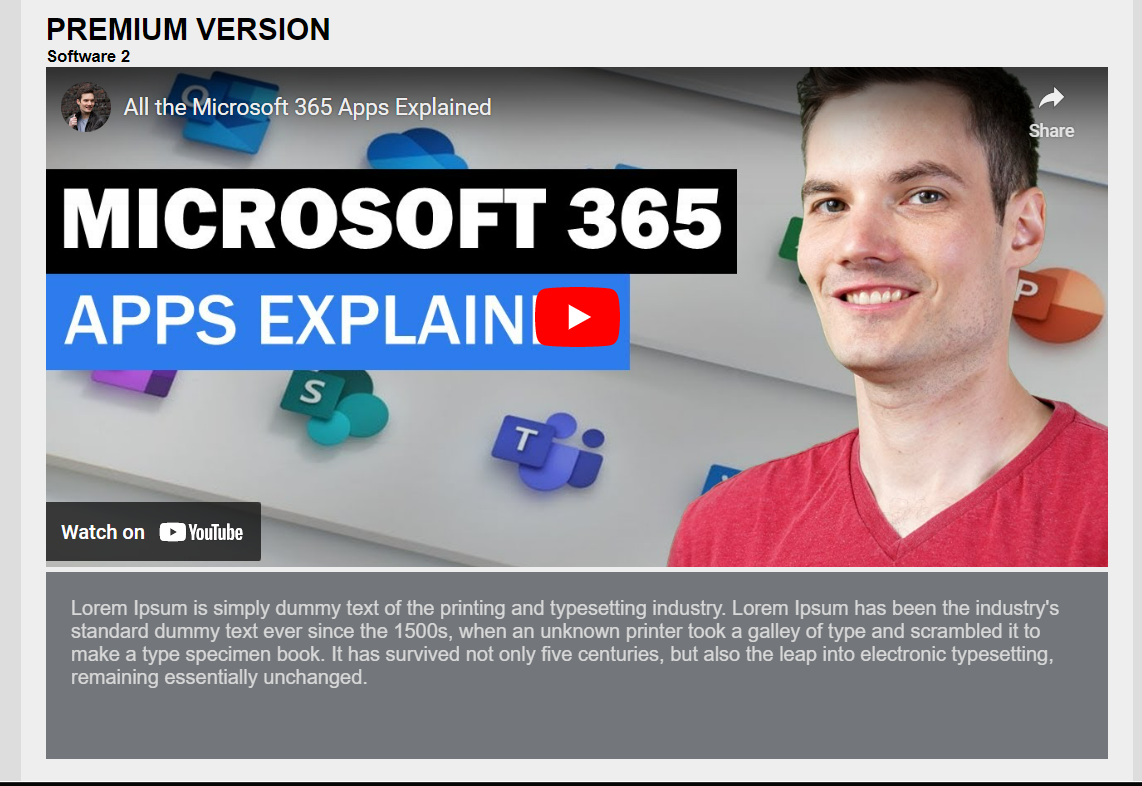 PREMIUM VERSION
Software 2
All the Microsoft 365 Apps Explained
Share
MICROSOFT 365
APPS EXPLAIN
P
S
T
Watch on YouTube
Lorem Ipsum is simply dummy text of the printing and typesetting industry. Lorem Ipsum has been the industry's
standard dummy text ever since the 1500s, when an unknown printer took a galley of type and scrambled it to
make a type specimen book. It has survived not only five centuries, but also the leap into electronic typesetting,
remaining essentially unchanged.